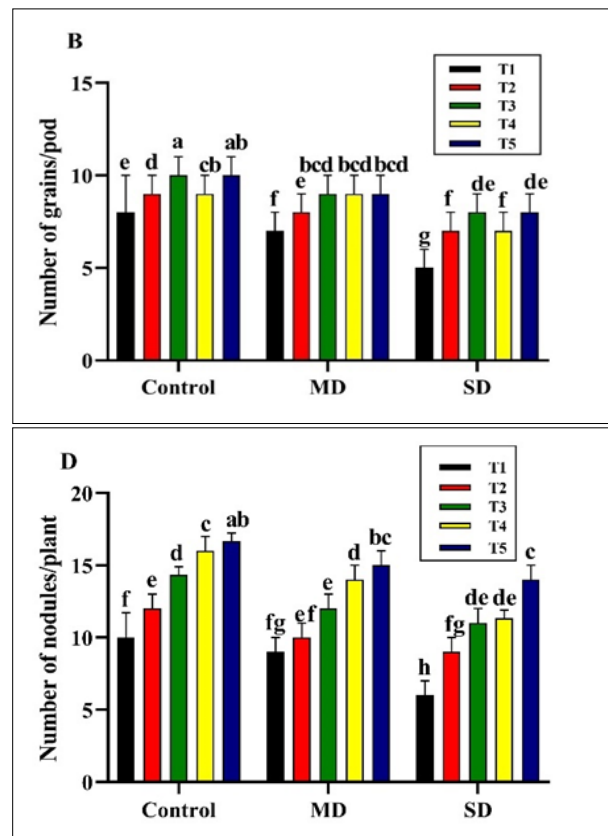 B
T1
T2
T3
T4
T5
Number of grains/pod
15
10
5
0
e d a cb ab
f e bcd bcd bcd
g f de f de
Control MD SD
D
T1
T2
T3
T4
T5
Number of nodules/plant
20
15
10
5
0
f e d c ab
fg e f e d bc
h fg de de c
Control MD SD